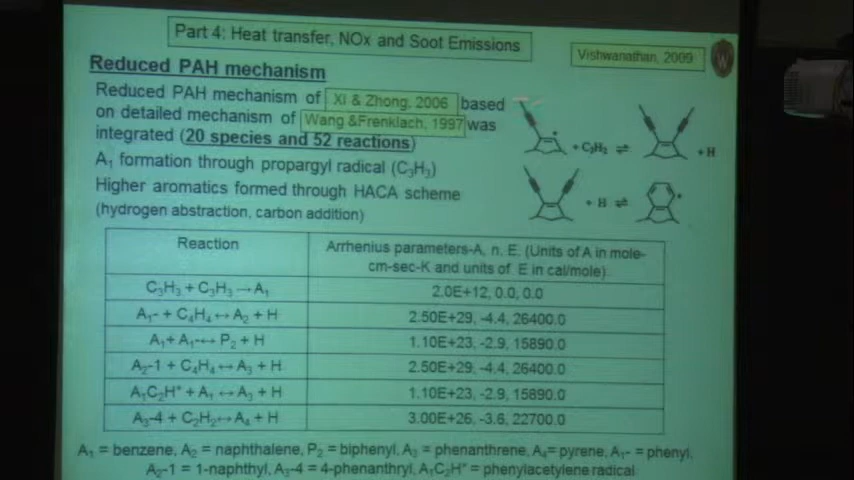 Part 4: Heat transfer, NOx and Soot Emissions
Vishwanathan, 2009
W
Reduced PAH mechanism
Reduced PAH mechanism of Xi & Zhong, 2006 based
on detailed mechanism of Wang &Frenklach, 1997 was
integrated (20 species and 52 reactions)
A₁ formation through propargyl radical (C₃H₃)
Higher aromatics formed through HACA scheme
(hydrogen abstraction, carbon addition)
+ C₂H₂ ⇌ + H
+ H ⇌
Reaction
Arrhenius parameters-A, n, E. (Units of A in mole-
cm-sec-K and units of E in cal/mole)
C₃H₃ + C₃H₃ → A₁
2.0E+12, 0.0, 0.0
A₁- + C₄H₄ ↔ A₂ + H
2.50E+29, -4.4, 26400.0
A₁+ A₁-↔ P₂ + H
1.10E+23, -2.9, 15890.0
A₂-1 + C₄H₄ ↔ A₃ + H
2.50E+29, -4.4, 26400.0
A₁C₂H* + A₁ ↔ A₃ + H
1.10E+23, -2.9, 15890.0
A₃-4 + C₂H₂↔ A₄ + H
3.00E+26, -3.6, 22700.0
A₁ = benzene, A₂ = naphthalene, P₂ = biphenyl, A₃ = phenanthrene, A₄= pyrene, A₁- = phenyl,
A₂-1 = 1-naphthyl, A₃-4 = 4-phenanthryl, A₁C₂H* = phenylacetylene radical